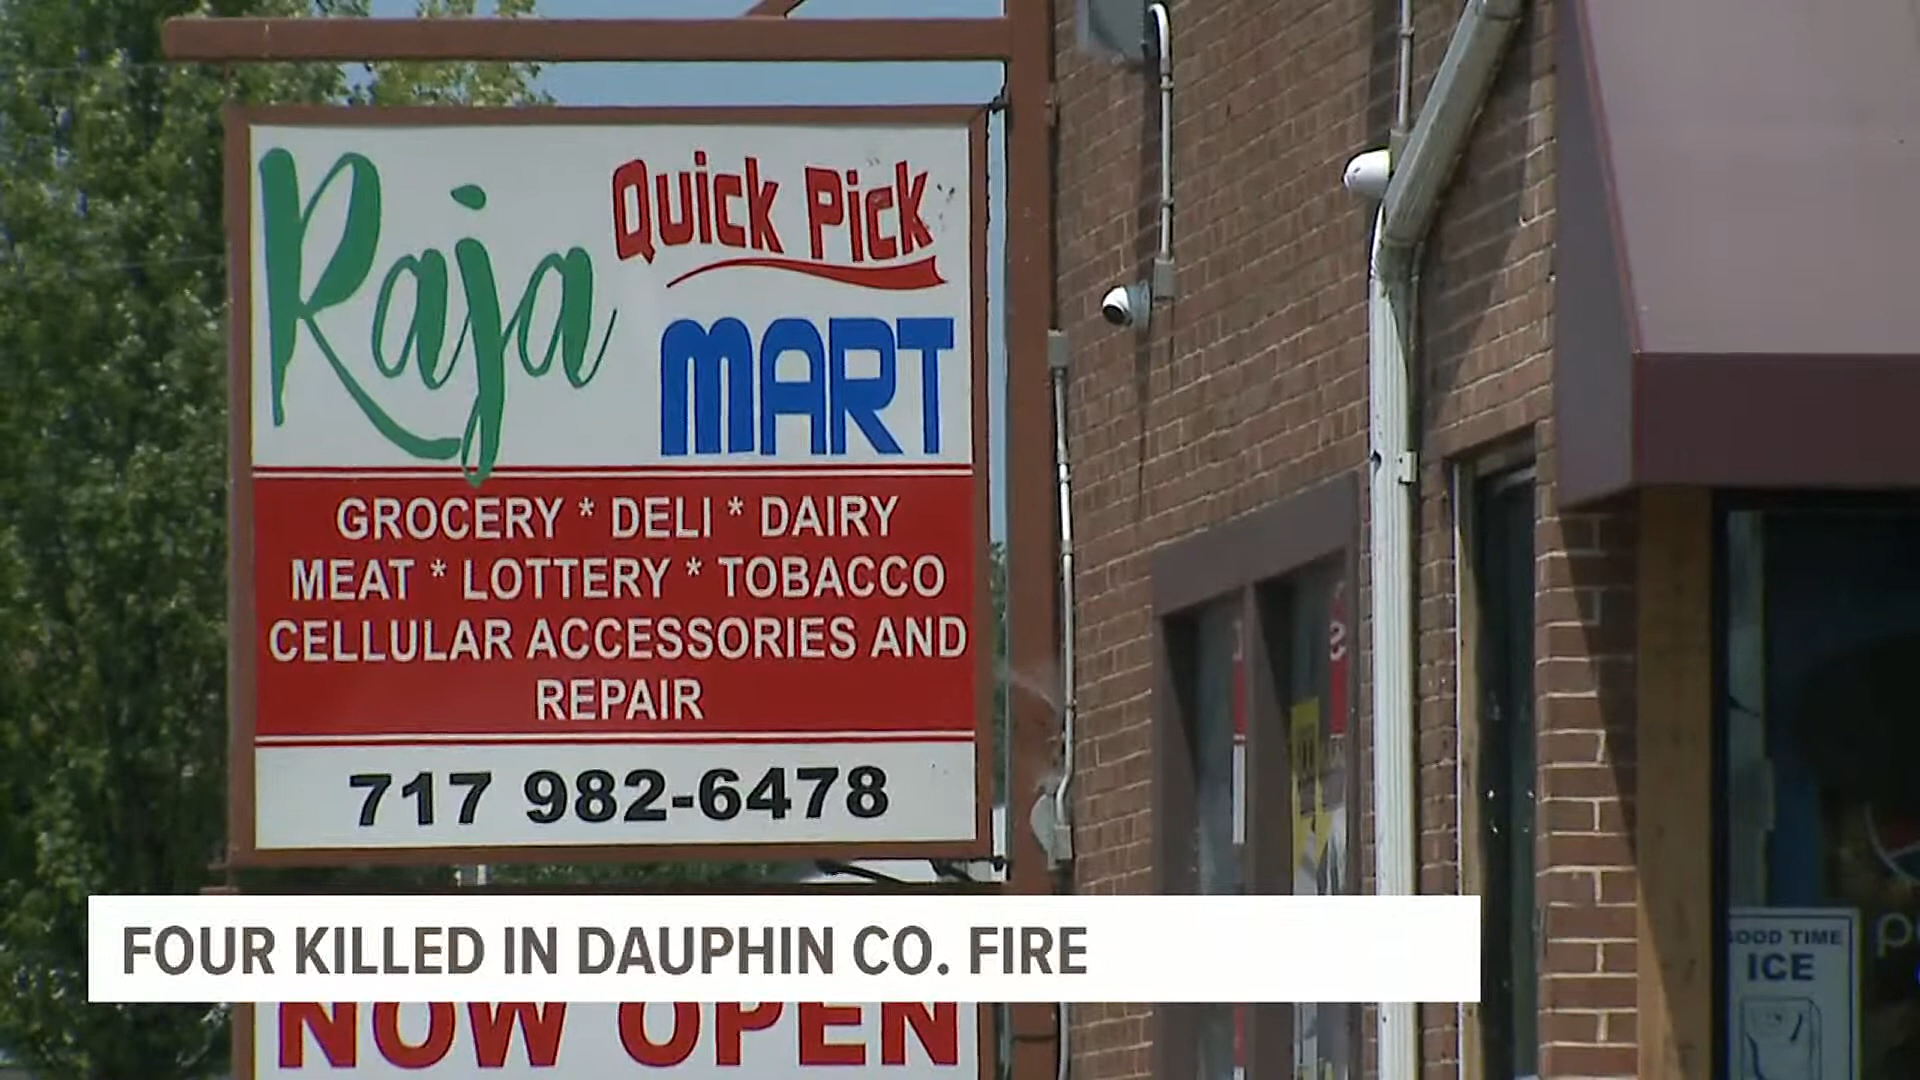 Raja
Quick Pick
MART
GROCERY * DELI * DAIRY
MEAT * LOTTERY * TOBACCO
CELLULAR ACCESSORIES AND
REPAIR
717 982-6478
FOUR KILLED IN DAUPHIN CO. FIRE
NOW OPEN
TIME
ICE